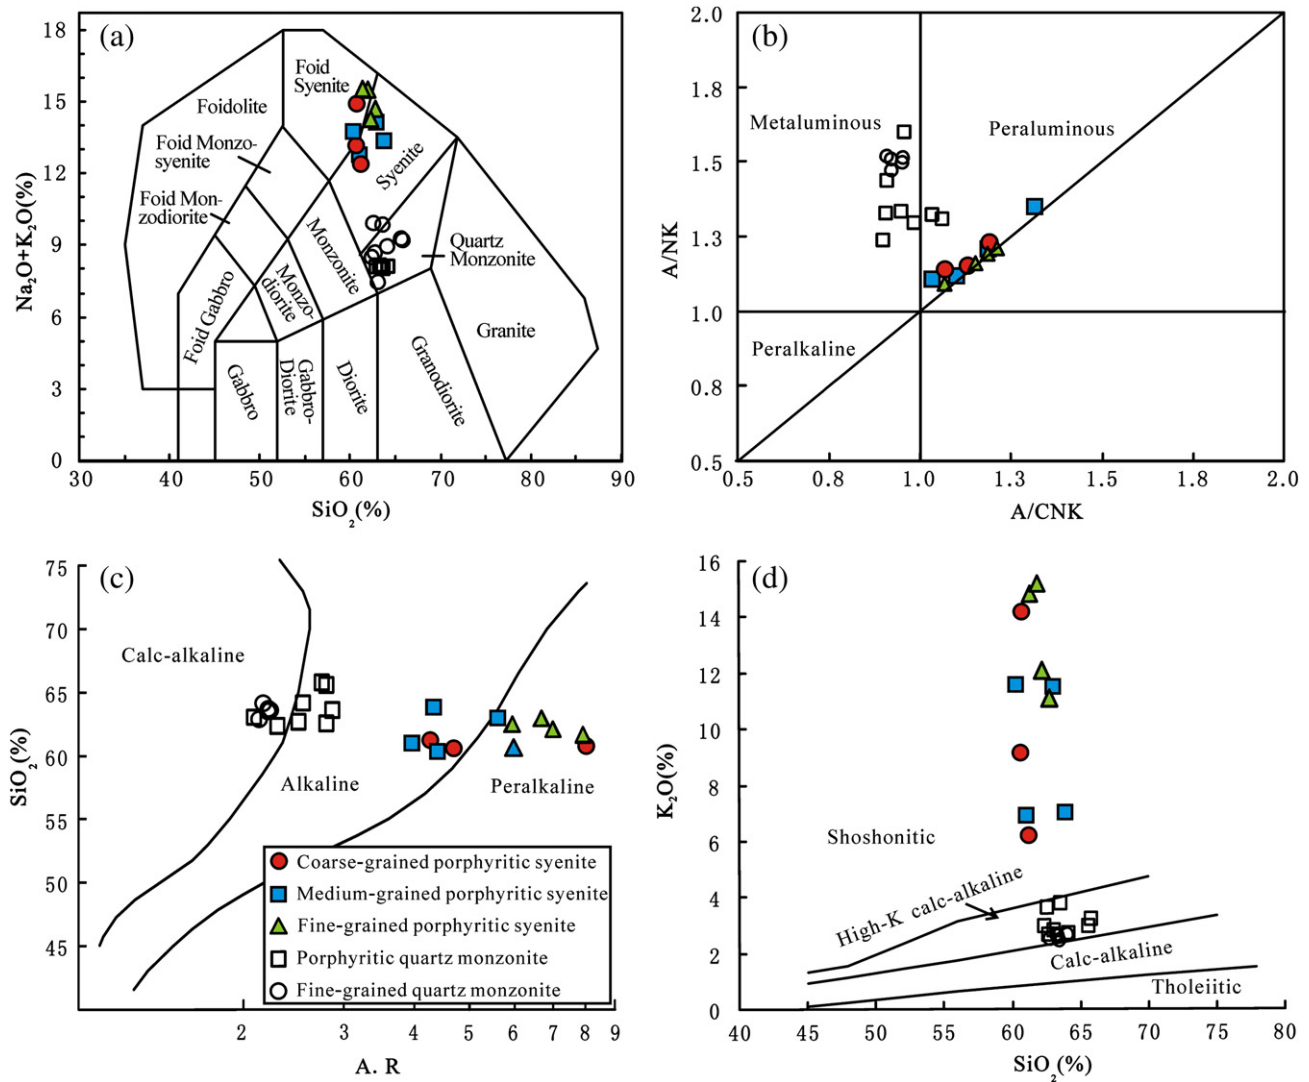 (a)
Na₂O+K₂O(%)
18
15
12
9
6
3
0
30
40
50
60
70
80
90
SiO₂(%)
Foidolite
Foid
Syenite
Foid Monzo-
syenite
Foid Mon-
zodiorite
Syenite
Monzonite
Quartz
Monzonite
Monzo-
diorite
Foid Gabbro
Gabbro
Gabbro-
Diorite
Diorite
Granodiorite
Granite
(b)
A/NK
2.0
1.8
1.5
1.3
1.0
0.8
0.5
0.5
0.8
1.0
1.3
1.5
1.8
2.0
A/CNK
Metaluminous
Peraluminous
Peralkaline
(c)
SiO₂(%)
75
70
65
60
55
50
45
2
3
4
5
6
7
8
9
A. R
Calc-alkaline
Alkaline
Peralkaline
Coarse-grained porphyritic syenite
Medium-grained porphyritic syenite
Fine-grained porphyritic syenite
Porphyritic quartz monzonite
Fine-grained quartz monzonite
(d)
K₂O(%)
16
14
12
10
8
6
4
2
0
40
45
50
55
60
65
70
75
80
SiO₂(%)
Shoshonitic
High-K calc-alkaline
Calc-alkaline
Tholeiitic